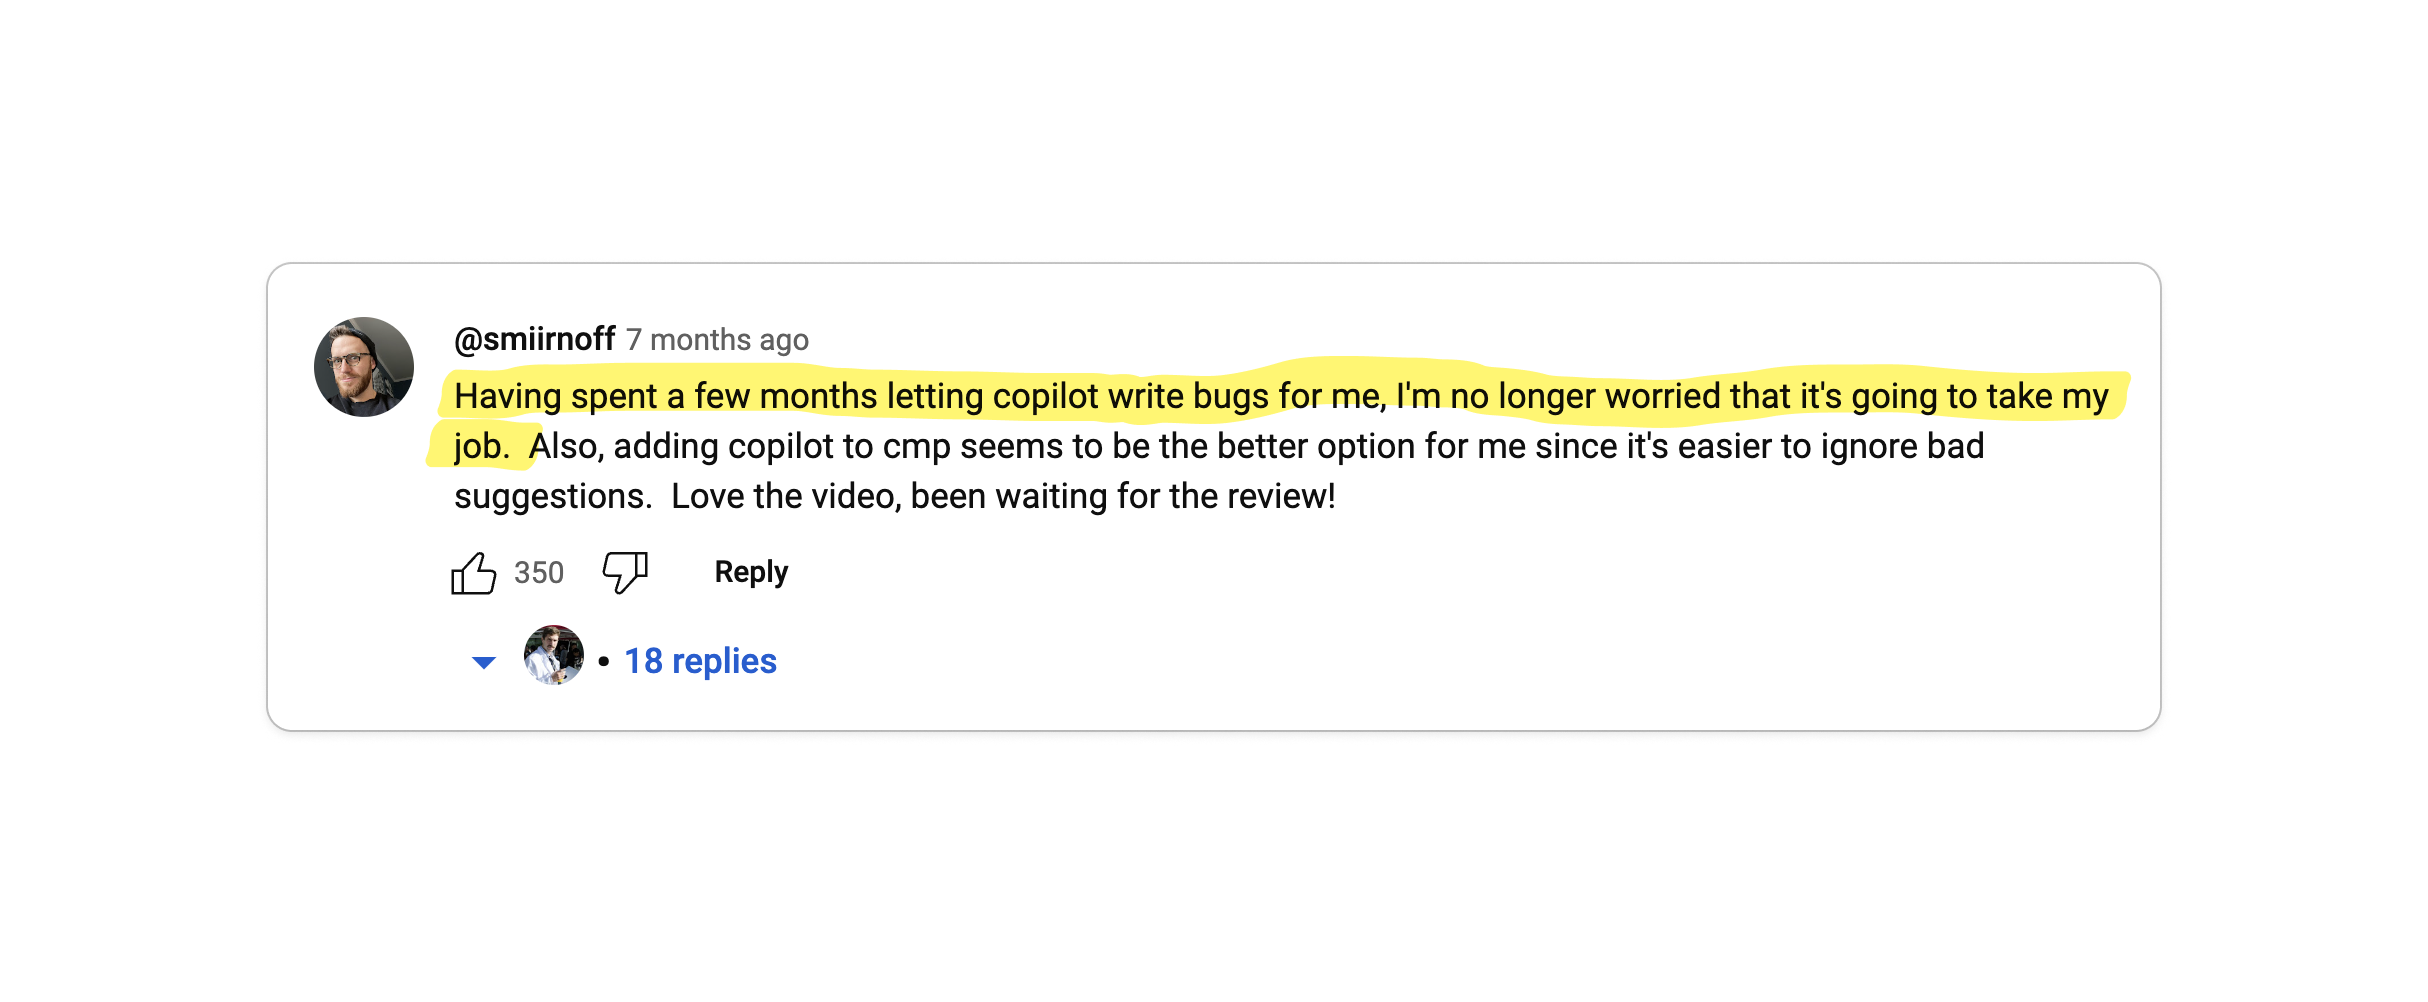 @smiirnoff 7 months ago
Having spent a few months letting copilot write bugs for me, I'm no longer worried that it's going to take my
job.  Also, adding copilot to cmp seems to be the better option for me since it's easier to ignore bad
suggestions.  Love the video, been waiting for the review!
350 Reply
• 18 replies